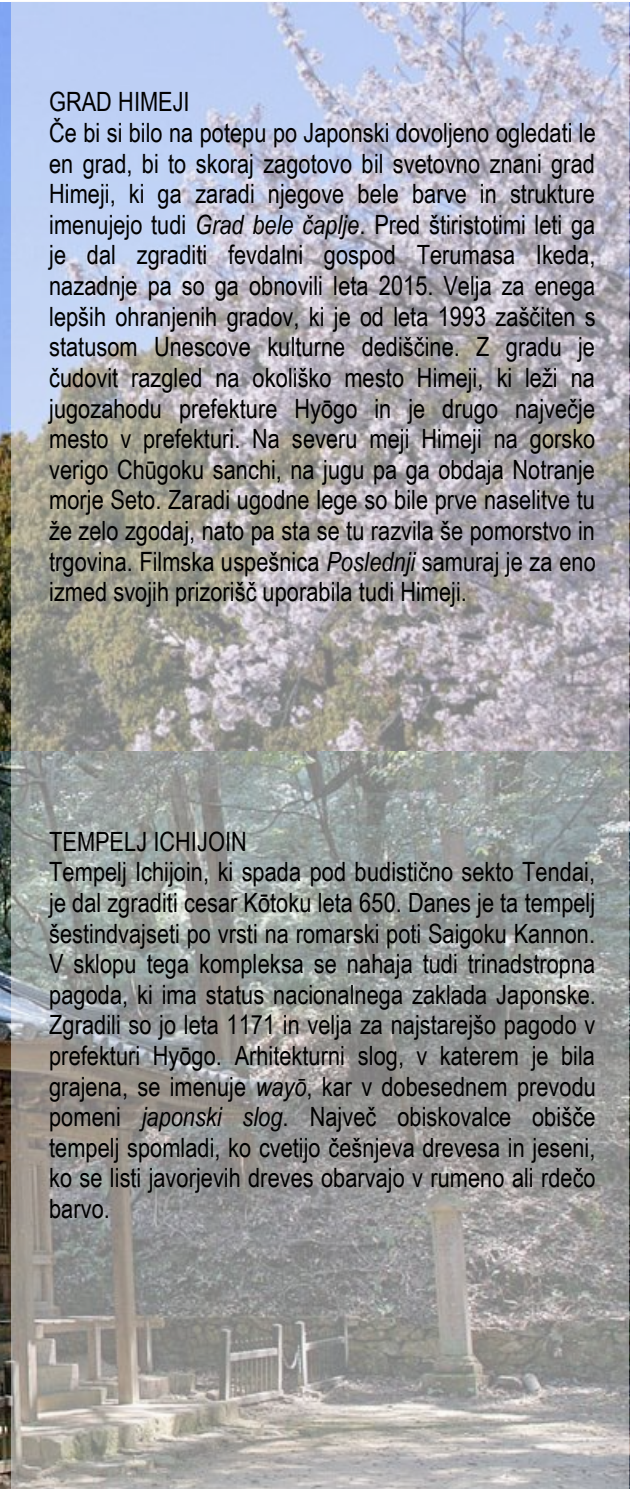 GRAD HIMEJI
Če bi si bilo na potepu po Japonski dovoljeno ogledati le
en grad, bi to skoraj zagotovo bil svetovno znani grad
Himeji, ki ga zaradi njegove bele barve in strukture
imenujejo tudi Grad bele čaplje. Pred štiristotimi leti ga
je dal zgraditi fevdalni gospod Terumasa Ikeda,
nazadnje pa so ga obnovili leta 2015. Velja za enega
lepših ohranjenih gradov, ki je od leta 1993 zaščiten s
statusom Unescove kulturne dediščine. Z gradu je
čudovit razgled na okoliško mesto Himeji, ki leži na
jugozahodu prefekture Hyōgo in je drugo največje
mesto v prefekturi. Na severu meji Himeji na gorsko
verigo Chūgoku sanchi, na jugu pa ga obdaja Notranje
morje Seto. Zaradi ugodne lege so bile prve naselitve tu
že zelo zgodaj, nato pa sta se tu razvila še pomorstvo in
trgovina. Filmska uspešnica Poslednji samuraj je za eno
izmed svojih prizorišč uporabila tudi Himeji.
TEMPELJ ICHIJOIN
Tempelj Ichijoin, ki spada pod budistično sekto Tendai,
je dal zgraditi cesar Kōtoku leta 650. Danes je ta tempelj
šestindvajseti po vrsti na romarski poti Saigoku Kannon.
V sklopu tega kompleksa se nahaja tudi trinadstropna
pagoda, ki ima status nacionalnega zaklada Japonske.
Zgradili so jo leta 1171 in velja za najstarejšo pagodo v
prefekturi Hyōgo. Arhitekturni slog, v katerem je bila
grajena, se imenuje wayō, kar v dobesednem prevodu
pomeni japonski slog. Največ obiskovalce obišče
tempelj spomladi, ko cvetijo češnjeva drevesa in jeseni,
ko se listi javorjevih dreves obarvajo v rumeno ali rdečo
barvo.